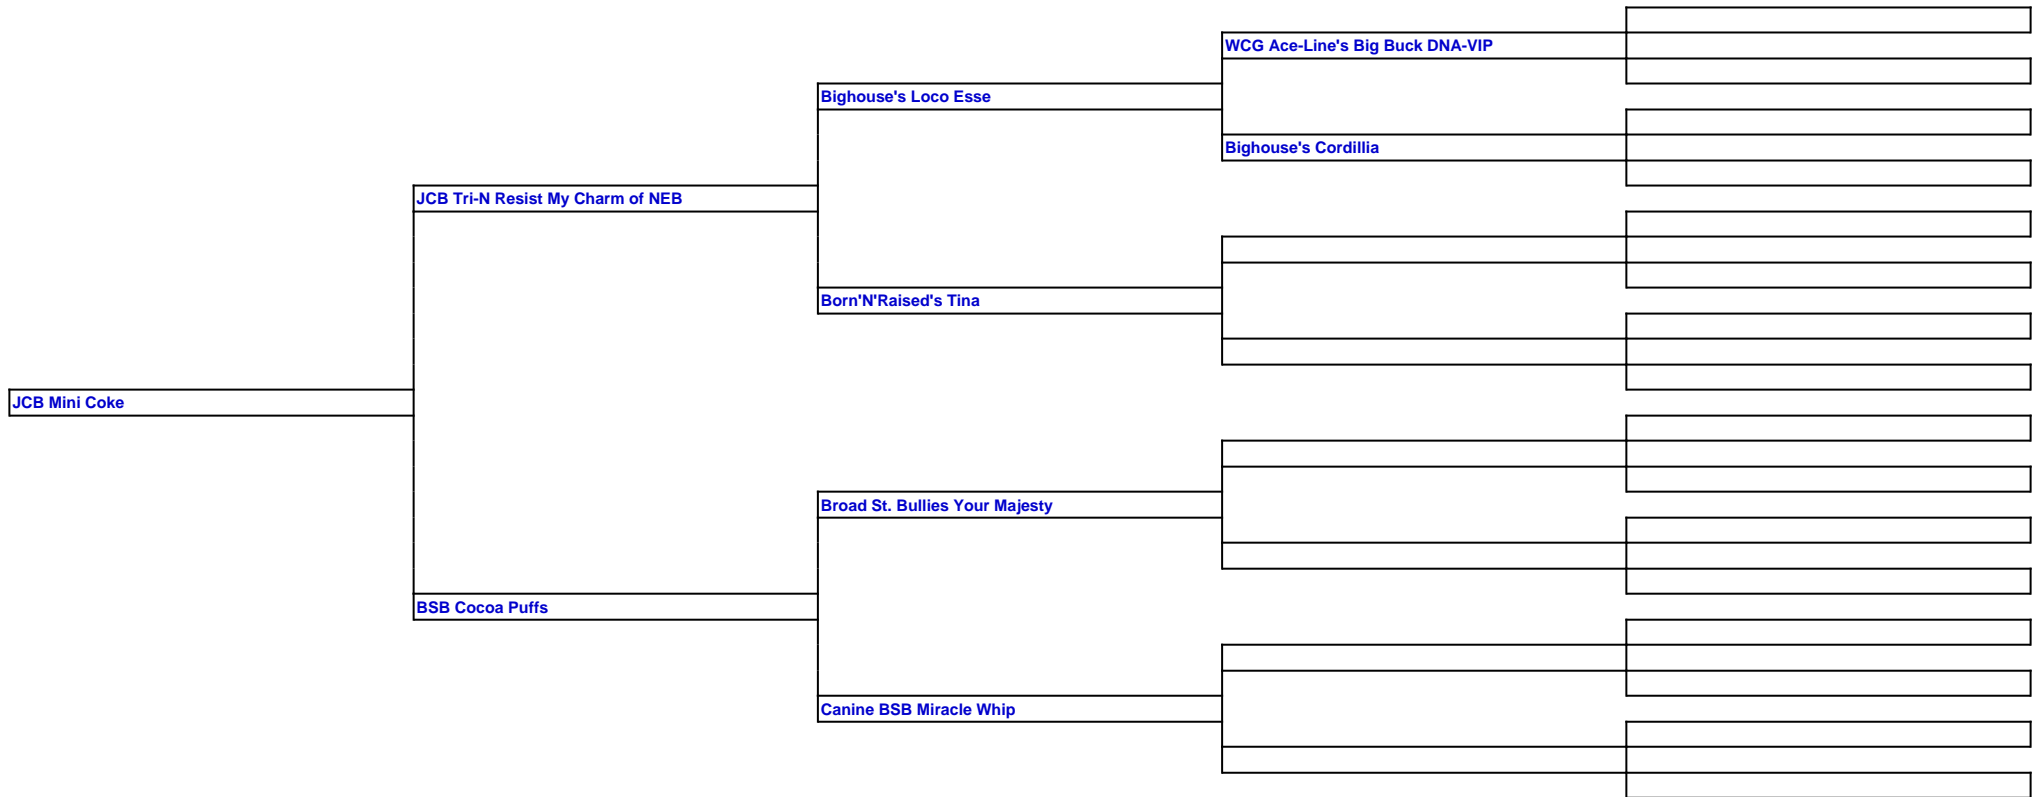 WCG Ace-Line's Big Buck DNA-VIP
Bighouse's Loco Esse
Bighouse's Cordillia
JCB Tri-N Resist My Charm of NEB
Born'N'Raised's Tina
JCB Mini Coke
Broad St. Bullies Your Majesty
BSB Cocoa Puffs
Canine BSB Miracle Whip